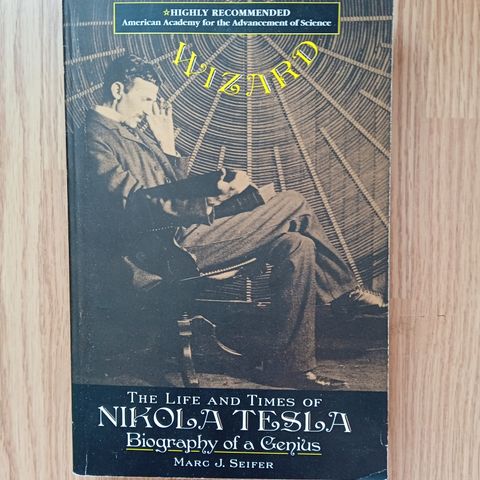 ☆HIGHLY RECOMMENDED
American Academy for the Advancement of Science
WIZARD
THE LIFE AND TIMES OF
NIKOLA TESLA
Biography of a Genius
MARC J. SEIFER